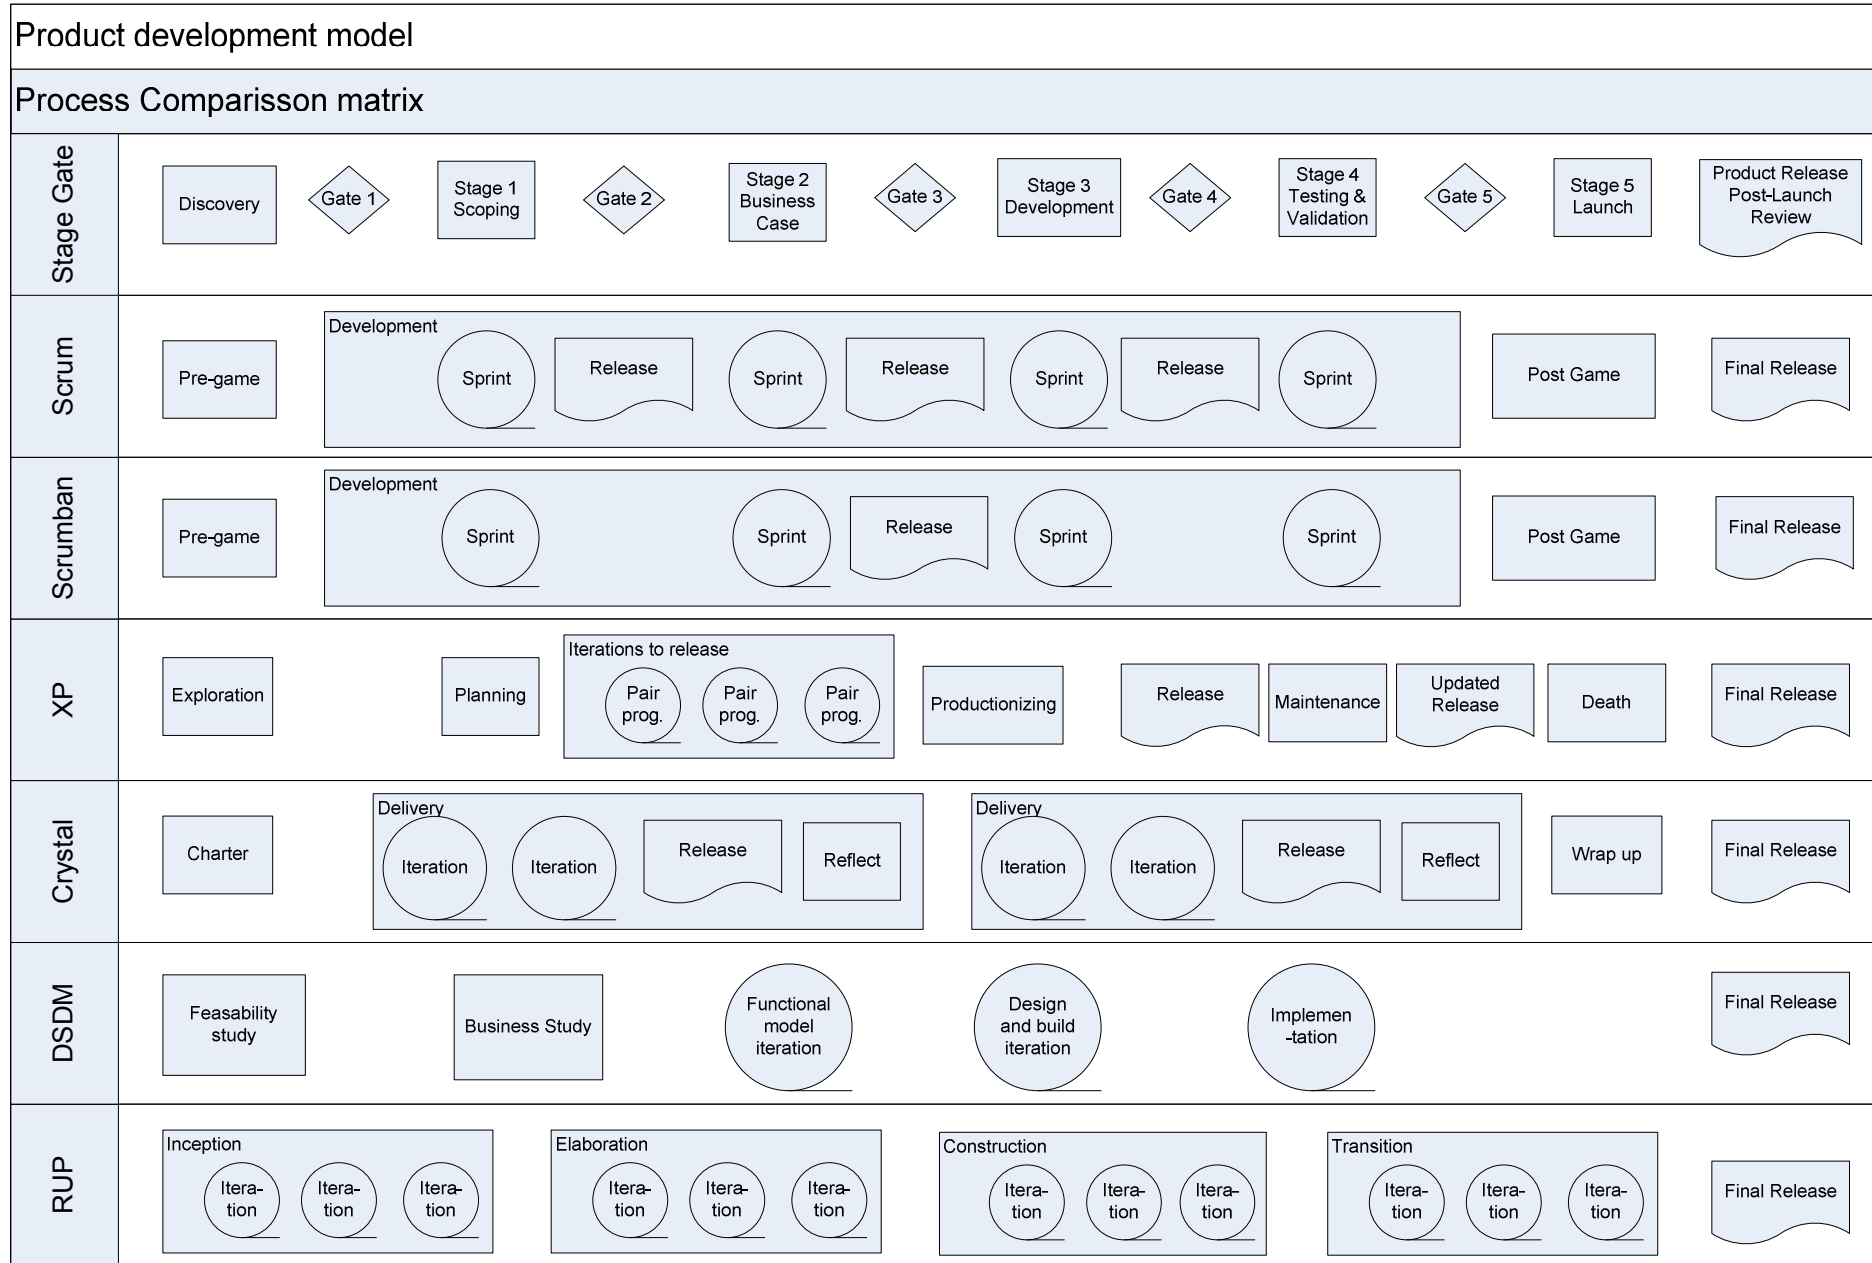 Product development model
Process Comparisson matrix
Stage Gate
Discovery
Gate 1
Stage 1
Scoping
Gate 2
Stage 2
Business
Case
Gate 3
Stage 3
Development
Gate 4
Stage 4
Testing &
Validation
Gate 5
Stage 5
Launch
Product Release
Post-Launch
Review
Scrum
Pre-game
Development
Sprint
Release
Sprint
Release
Sprint
Release
Sprint
Post Game
Final Release
Scrumban
Pre-game
Development
Sprint
Sprint
Release
Sprint
Sprint
Post Game
Final Release
XP
Exploration
Planning
Iterations to release
Pair
prog.
Pair
prog.
Pair
prog.
Productionizing
Release
Maintenance
Updated
Release
Death
Final Release
Crystal
Charter
Delivery
Iteration
Iteration
Release
Reflect
Delivery
Iteration
Iteration
Release
Reflect
Wrap up
Final Release
DSDM
Feasability
study
Business Study
Functional
model
iteration
Design
and build
iteration
Implemen
-tation
Final Release
RUP
Inception
Itera-
tion
Itera-
tion
Itera-
tion
Elaboration
Itera-
tion
Itera-
tion
Itera-
tion
Construction
Itera-
tion
Itera-
tion
Itera-
tion
Transition
Itera-
tion
Itera-
tion
Itera-
tion
Final Release